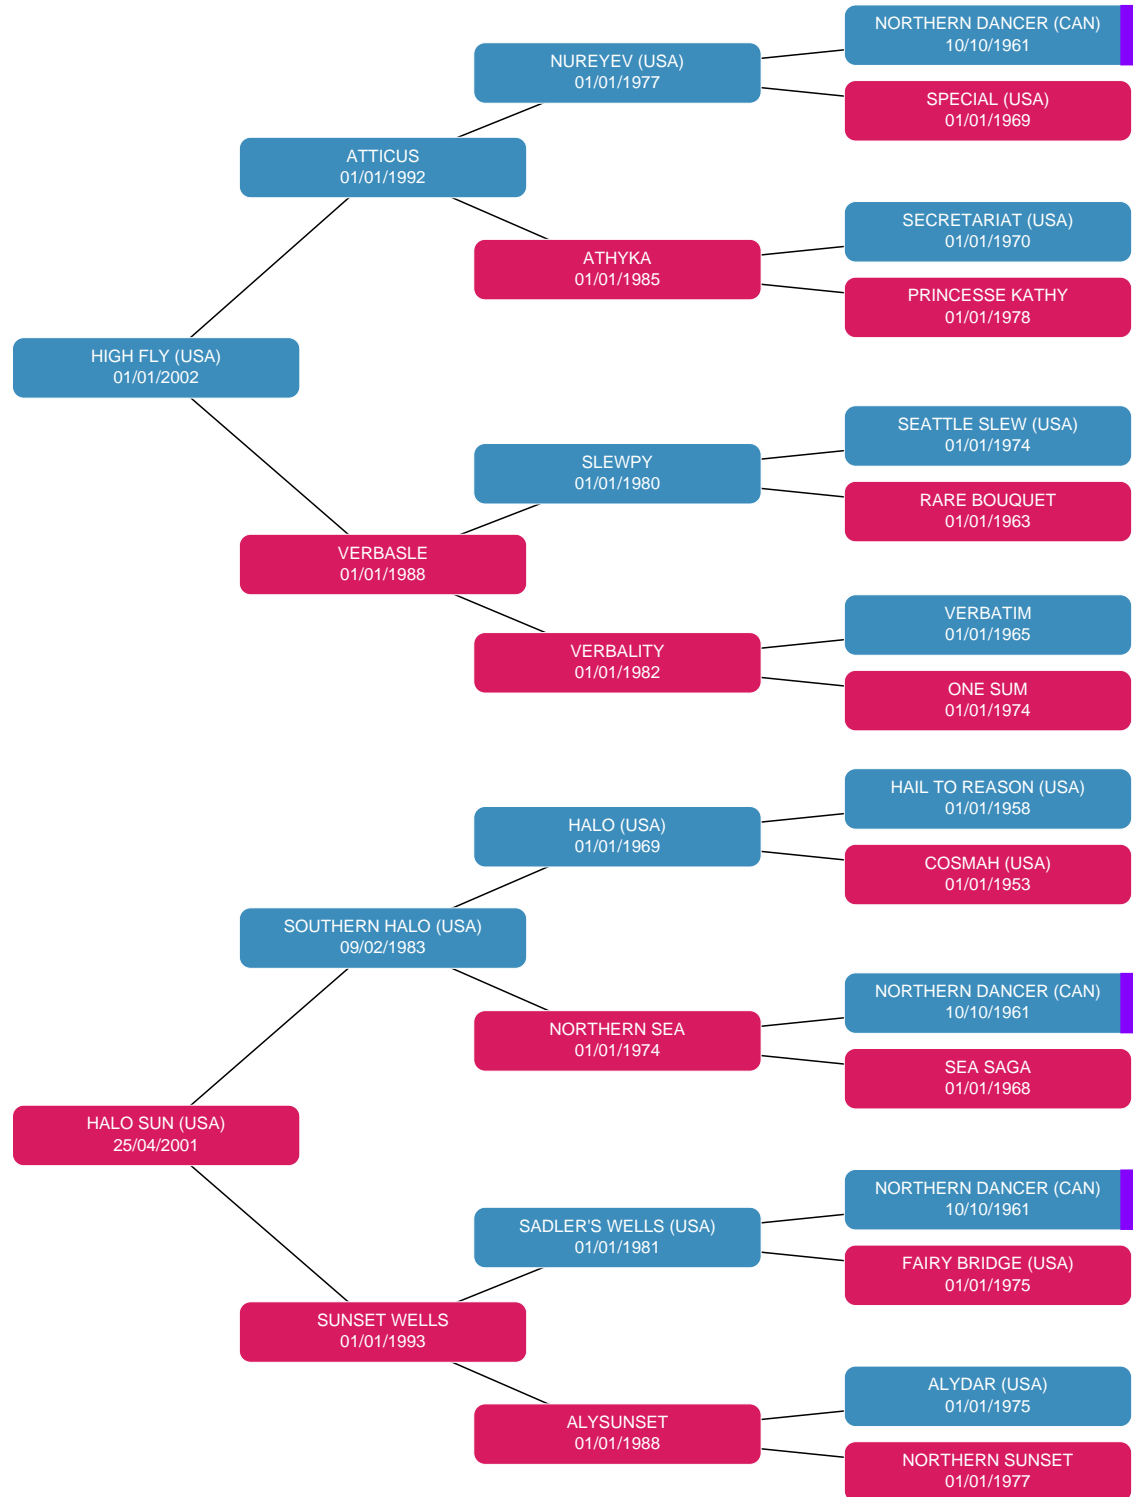 NORTHERN DANCER (CAN)
10/10/1961
NUREYEV (USA)
01/01/1977
SPECIAL (USA)
01/01/1969
ATTICUS
01/01/1992
SECRETARIAT (USA)
01/01/1970
ATHYKA
01/01/1985
PRINCESSE KATHY
01/01/1978
HIGH FLY (USA)
01/01/2002
SEATTLE SLEW (USA)
01/01/1974
SLEWPY
01/01/1980
RARE BOUQUET
01/01/1963
VERBASLE
01/01/1988
VERBATIM
01/01/1965
VERBALITY
01/01/1982
ONE SUM
01/01/1974
HAIL TO REASON (USA)
01/01/1958
HALO (USA)
01/01/1969
COSMAH (USA)
01/01/1953
SOUTHERN HALO (USA)
09/02/1983
NORTHERN DANCER (CAN)
10/10/1961
NORTHERN SEA
01/01/1974
SEA SAGA
01/01/1968
HALO SUN (USA)
25/04/2001
NORTHERN DANCER (CAN)
10/10/1961
SADLER'S WELLS (USA)
01/01/1981
FAIRY BRIDGE (USA)
01/01/1975
SUNSET WELLS
01/01/1993
ALYDAR (USA)
01/01/1975
ALYSUNSET
01/01/1988
NORTHERN SUNSET
01/01/1977